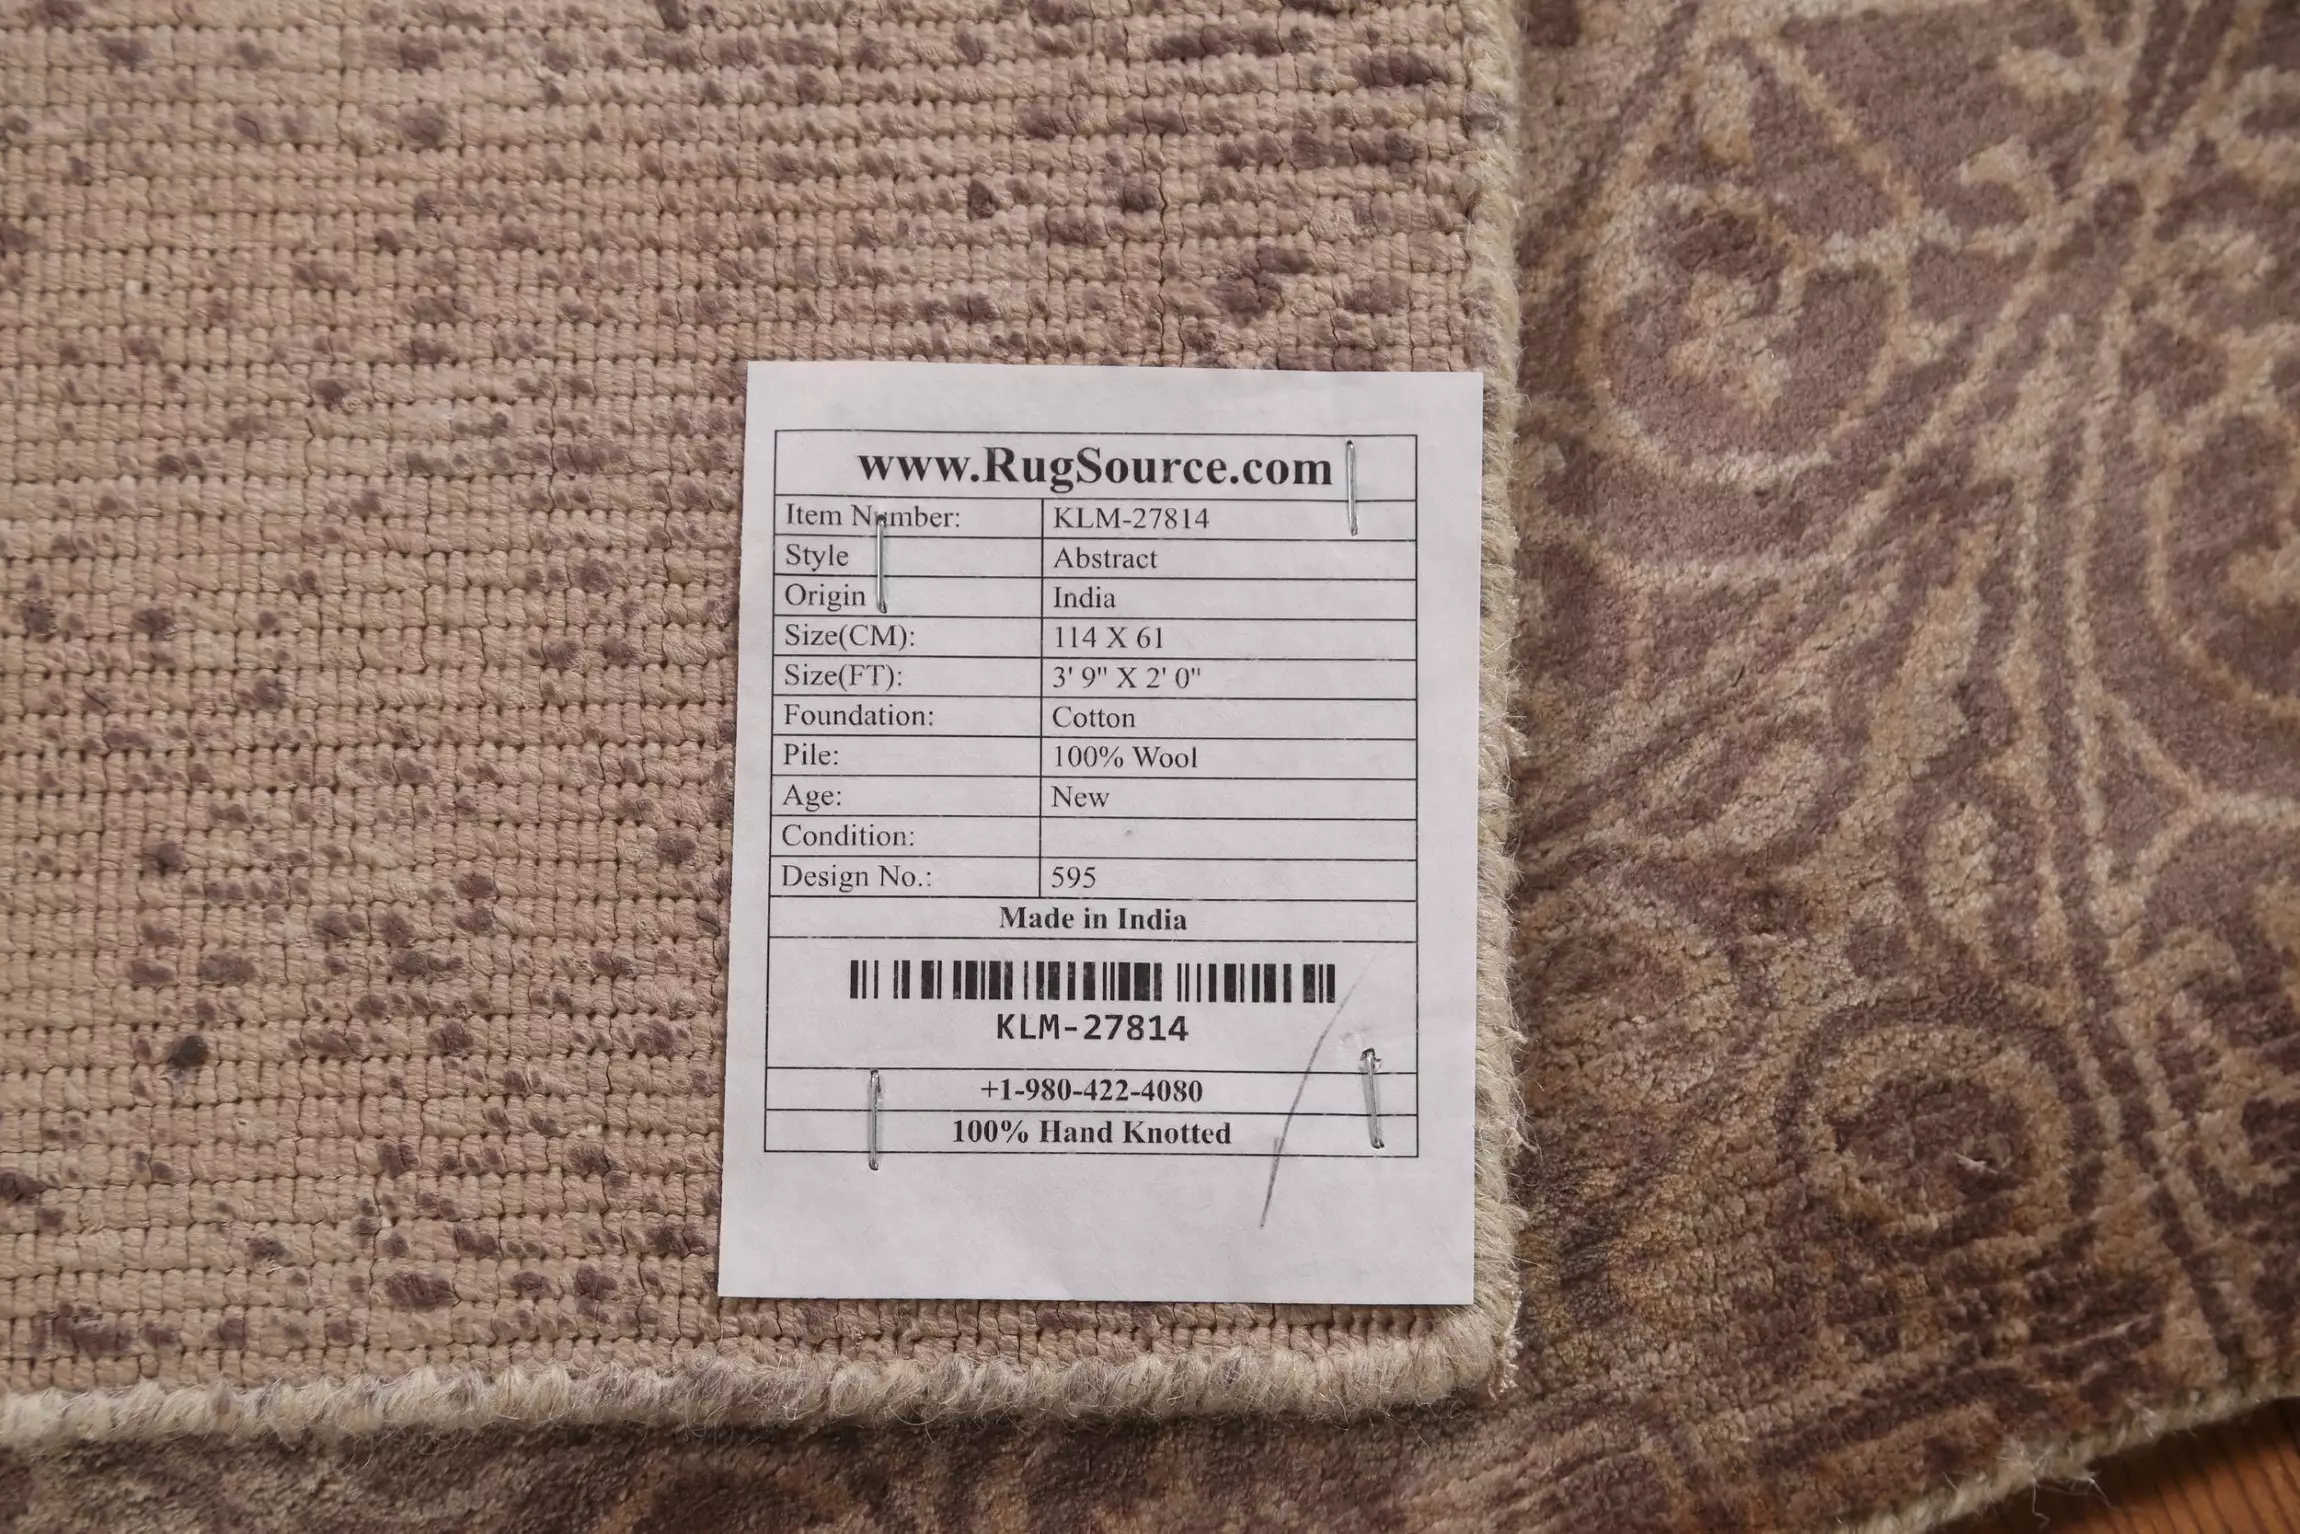 www.RugSource.com
Item Number: KLM-27814
Style Abstract
Origin India
Size(CM): 114 X 61
Size(FT): 3' 9" X 2' 0"
Foundation: Cotton
Pile: 100% Wool
Age: New
Condition:
Design No.: 595
Made in India
KLM-27814
+1-980-422-4080
100% Hand Knotted